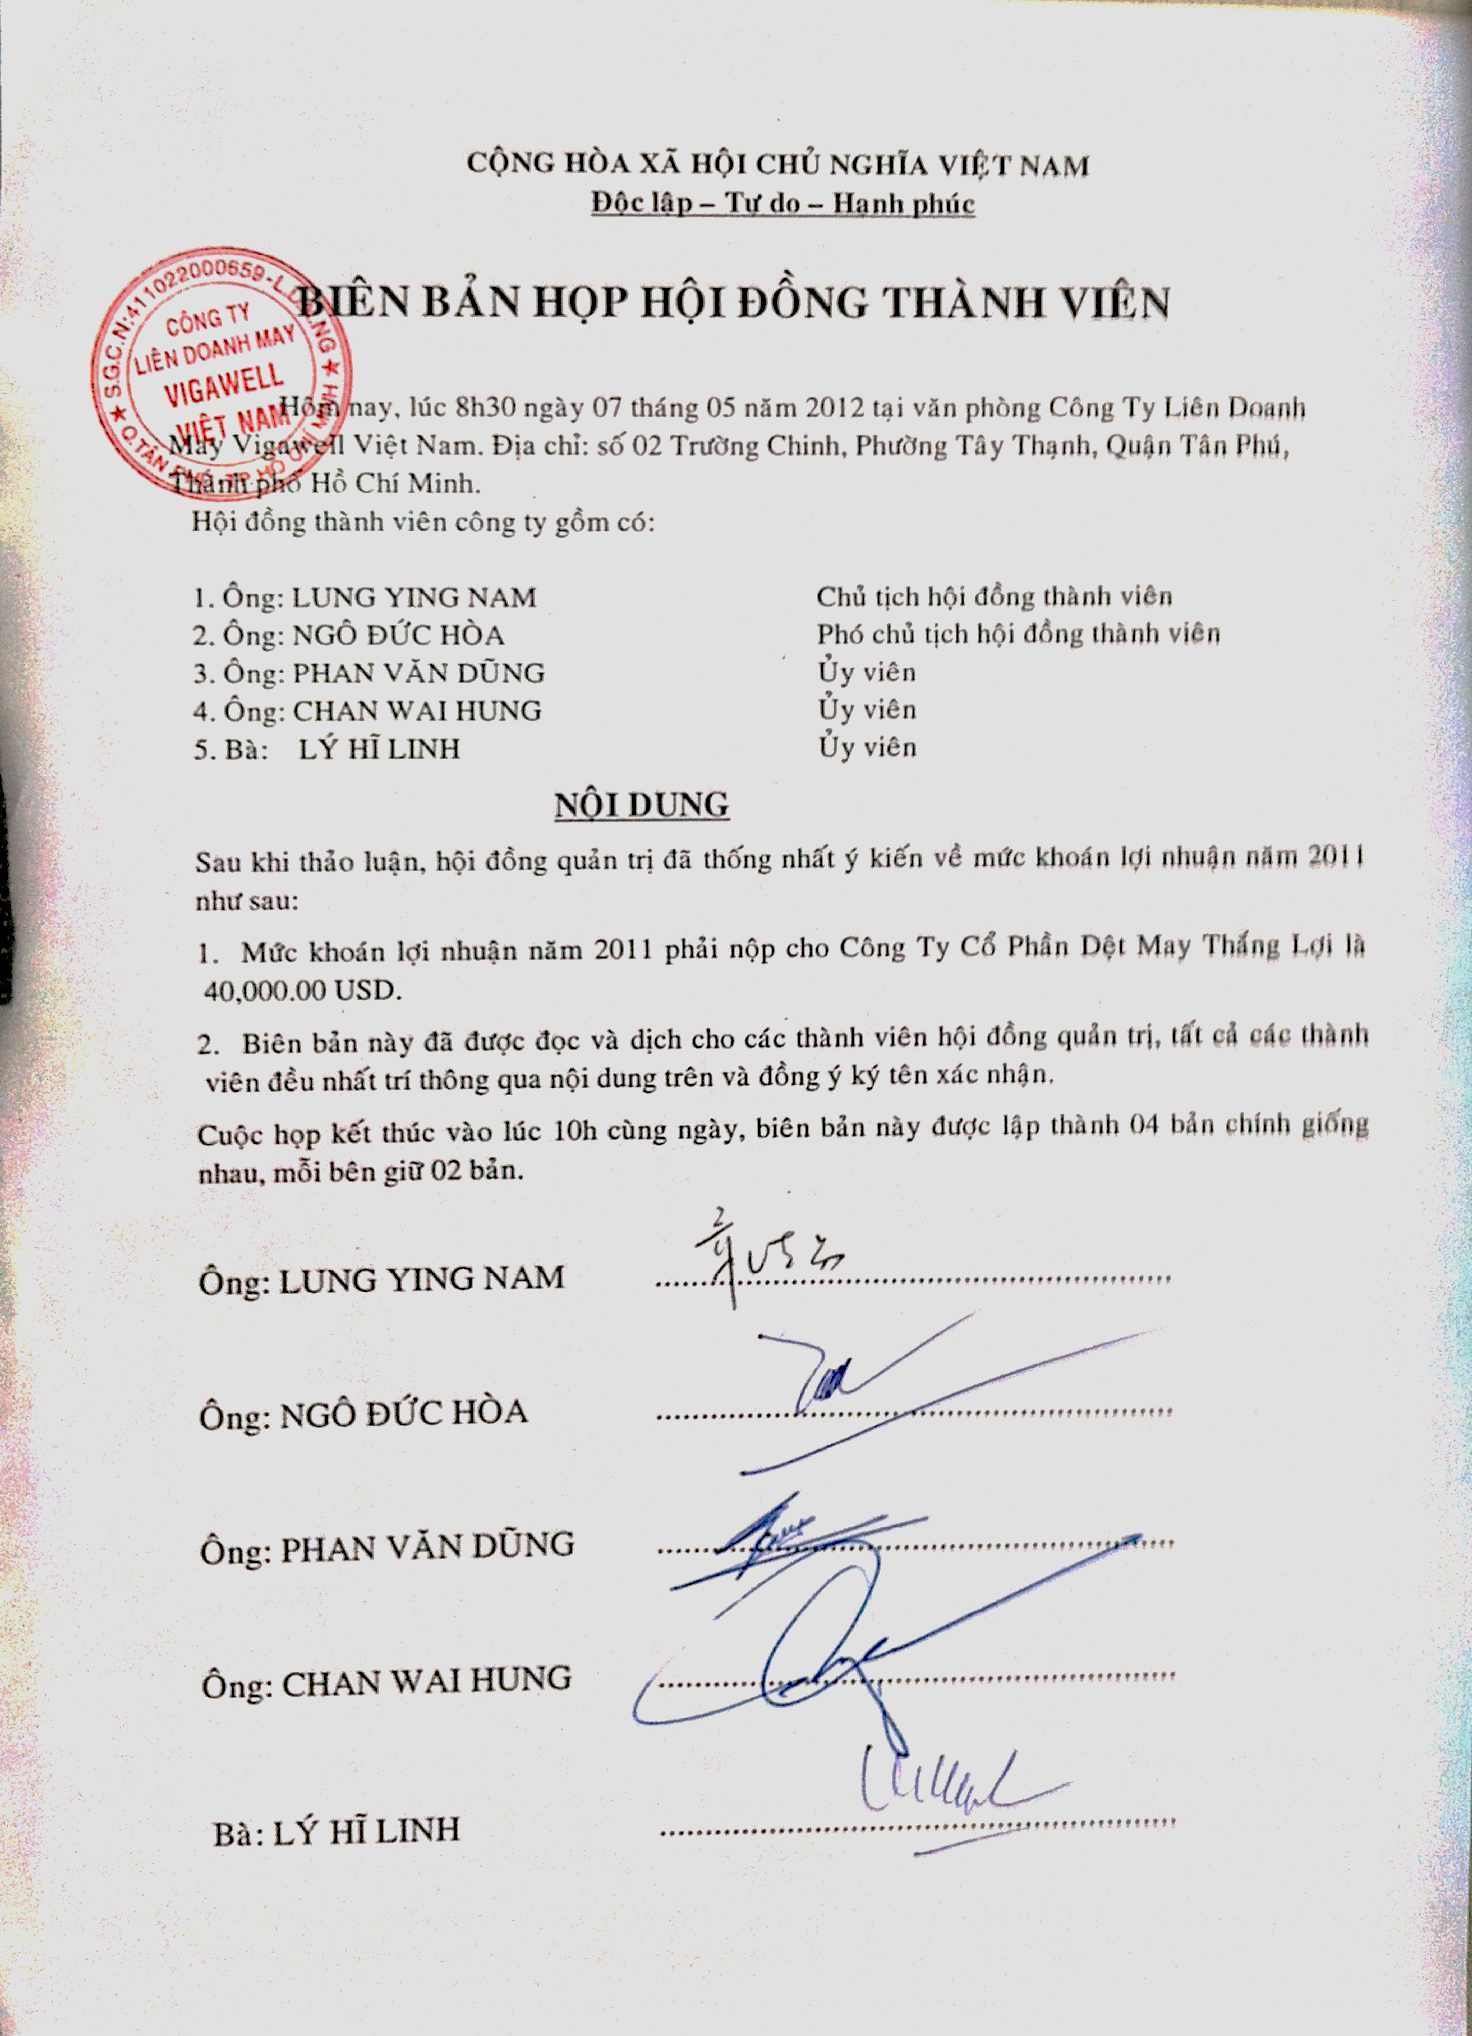 CỘNG HÒA XÃ HỘI CHỦ NGHĨA VIỆT NAM
Độc lập – Tự do – Hạnh phúc
S.G.C.N:411022000659-L.D
CÔNG TY
LIÊN DOANH MAY
VIGAWELL
VIỆT NAM
Q.TÂN PHÚ-TP HỒ CHÍ MINH
BIÊN BẢN HỌP HỘI ĐỒNG THÀNH VIÊN
Hôm nay, lúc 8h30 ngày 07 tháng 05 năm 2012 tại văn phòng Công Ty Liên Doanh
May Vigawell Việt Nam. Địa chỉ: số 02 Trường Chinh, Phường Tây Thạnh, Quận Tân Phú,
Thành phố Hồ Chí Minh.
Hội đồng thành viên công ty gồm có:
1. Ông: LUNG YING NAM Chủ tịch hội đồng thành viên
2. Ông: NGÔ ĐỨC HÒA Phó chủ tịch hội đồng thành viên
3. Ông: PHAN VĂN DŨNG Ủy viên
4. Ông: CHAN WAI HUNG Ủy viên
5. Bà: LÝ HĨ LINH Ủy viên
NỘI DUNG
Sau khi thảo luận, hội đồng quản trị đã thống nhất ý kiến về mức khoán lợi nhuận năm 2011
như sau:
1. Mức khoán lợi nhuận năm 2011 phải nộp cho Công Ty Cổ Phần Dệt May Thắng Lợi là
40,000.00 USD.
2. Biên bản này đã được đọc và dịch cho các thành viên hội đồng quản trị, tất cả các thành
viên đều nhất trí thông qua nội dung trên và đồng ý ký tên xác nhận.
Cuộc họp kết thúc vào lúc 10h cùng ngày, biên bản này được lập thành 04 bản chính giống
nhau, mỗi bên giữ 02 bản.
Ông: LUNG YING NAM
Ông: NGÔ ĐỨC HÒA
Ông: PHAN VĂN DŨNG
Ông: CHAN WAI HUNG
Bà: LÝ HĨ LINH